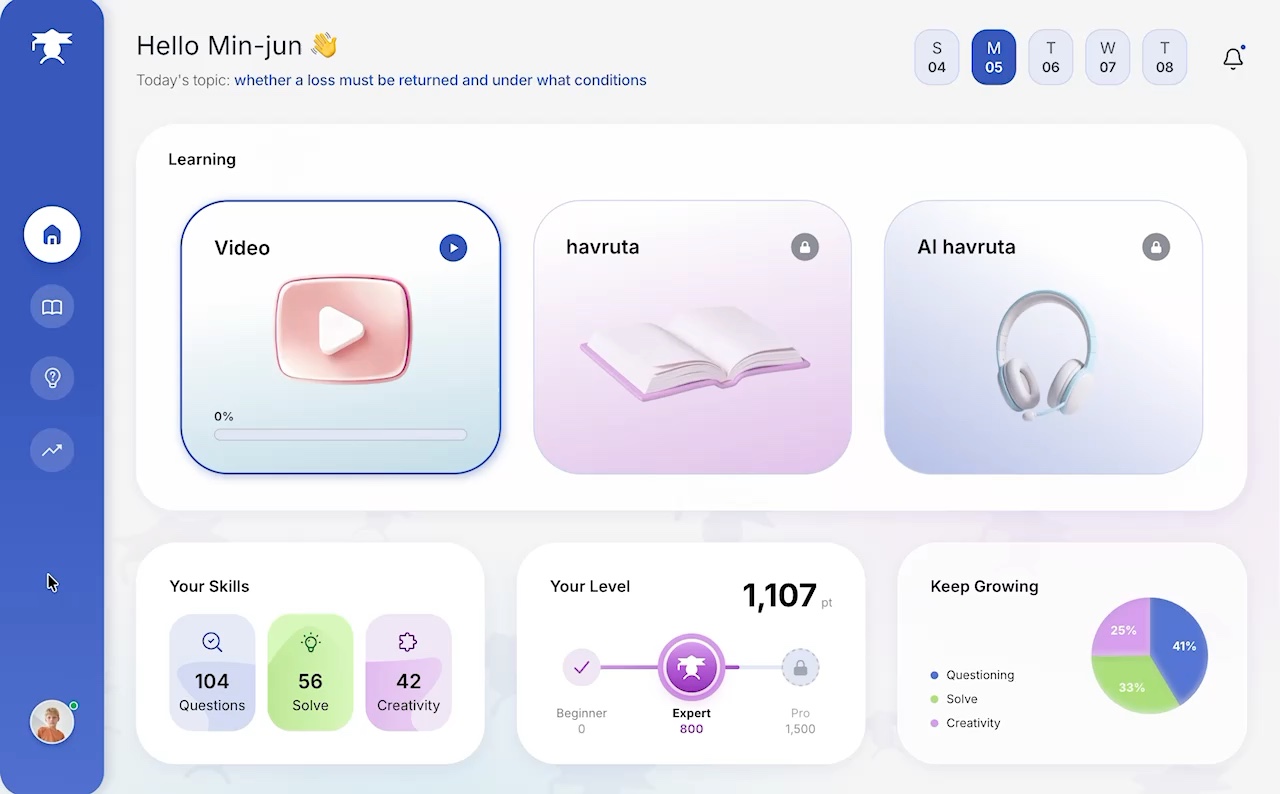 Hello Min-jun 👋
Today's topic: whether a loss must be returned and under what conditions
S M T W T
04 05 06 07 08
Learning
Video
0%
havruta
AI havruta
Your Skills
104
Questions
56
Solve
42
Creativity
Your Level
1,107 pt
Beginner
0
Expert
800
Pro
1,500
Keep Growing
Questioning
Solve
Creativity
25%
41%
33%